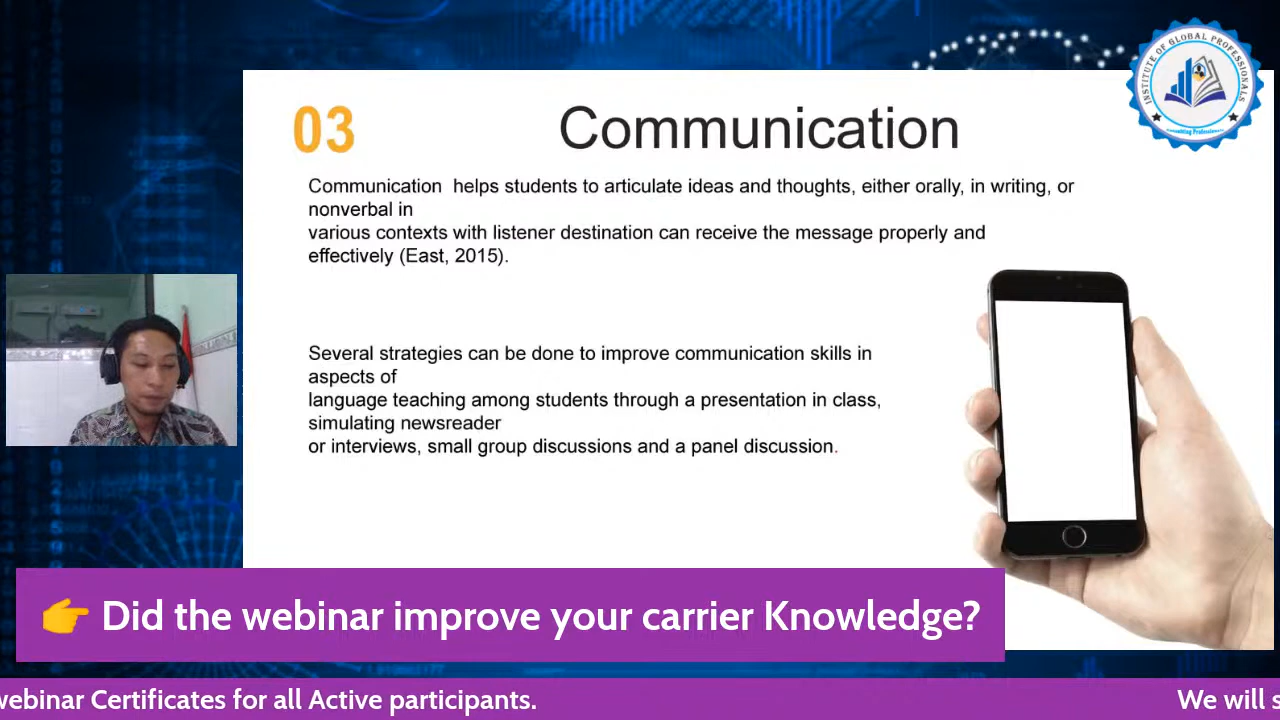 INSTITUTE OF GLOBAL PROFESSIONALS
03
Communication
Communication helps students to articulate ideas and thoughts, either orally, in writing, or
nonverbal in
various contexts with listener destination can receive the message properly and
effectively (East, 2015).
Several strategies can be done to improve communication skills in
aspects of
language teaching among students through a presentation in class,
simulating newsreader
or interviews, small group discussions and a panel discussion.
👉 Did the webinar improve your carrier Knowledge?
webinar Certificates for all Active participants.
We will s